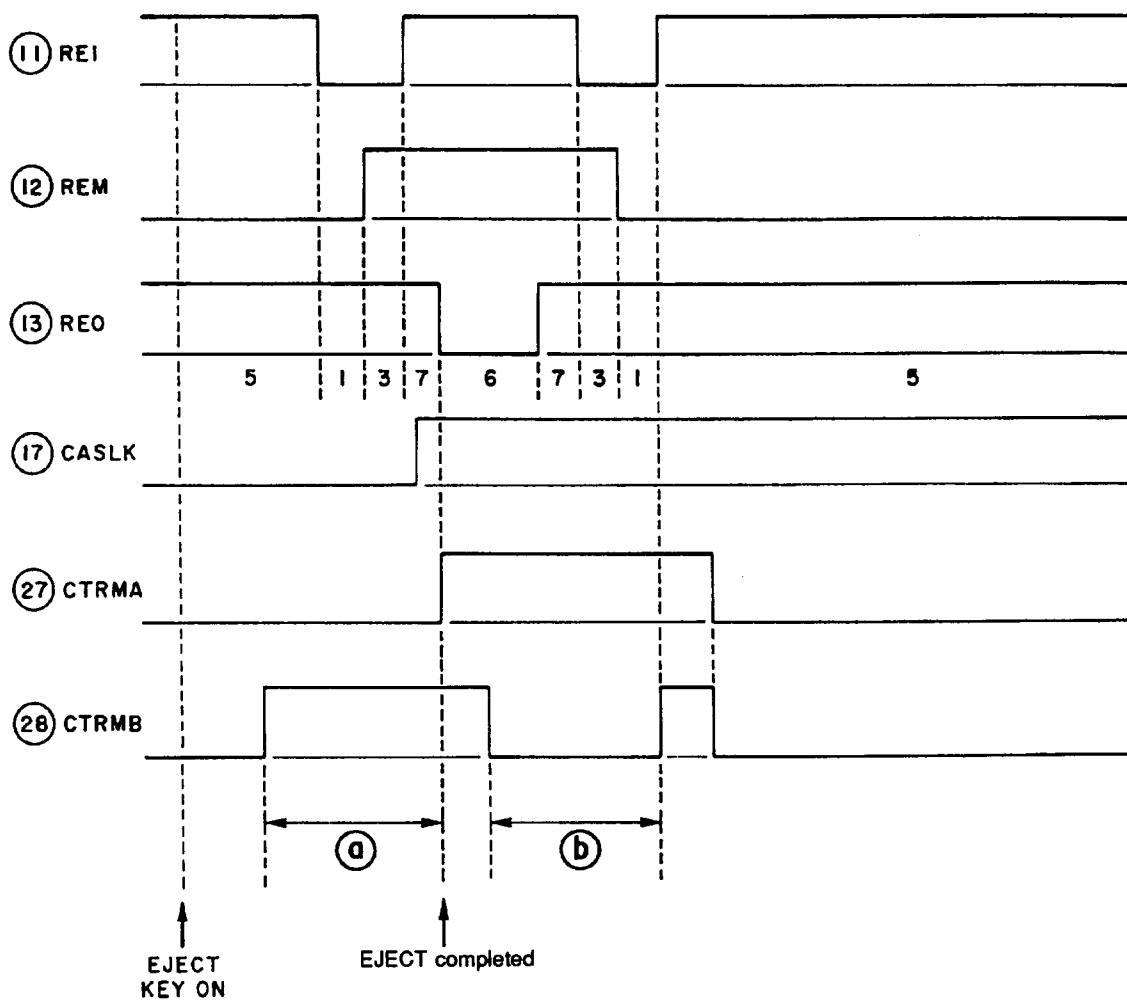 11 REI
12 REM
13 REO
5 1 3 7 6 7 3 1 5
17 CASLK
27 CTRMA
28 CTRMB
a b
EJECT KEY ON
EJECT completed